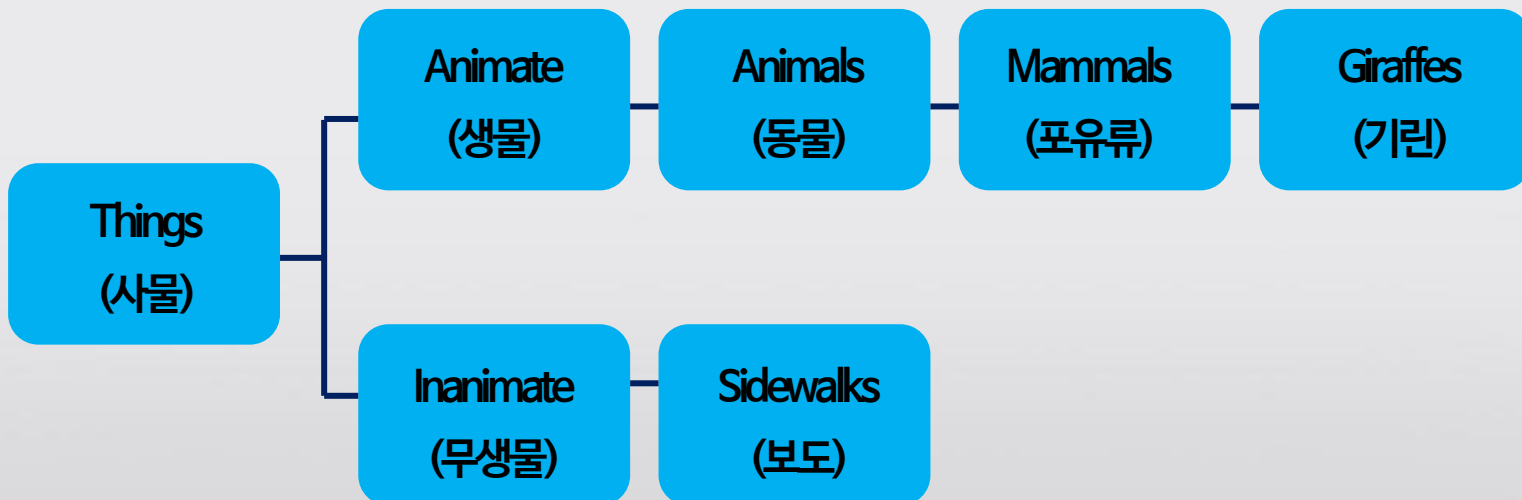 Animate
(생물)
Animals
(동물)
Mammals
(포유류)
Giraffes
(기린)
Things
(사물)
Inanimate
(무생물)
Sidewalks
(보도)